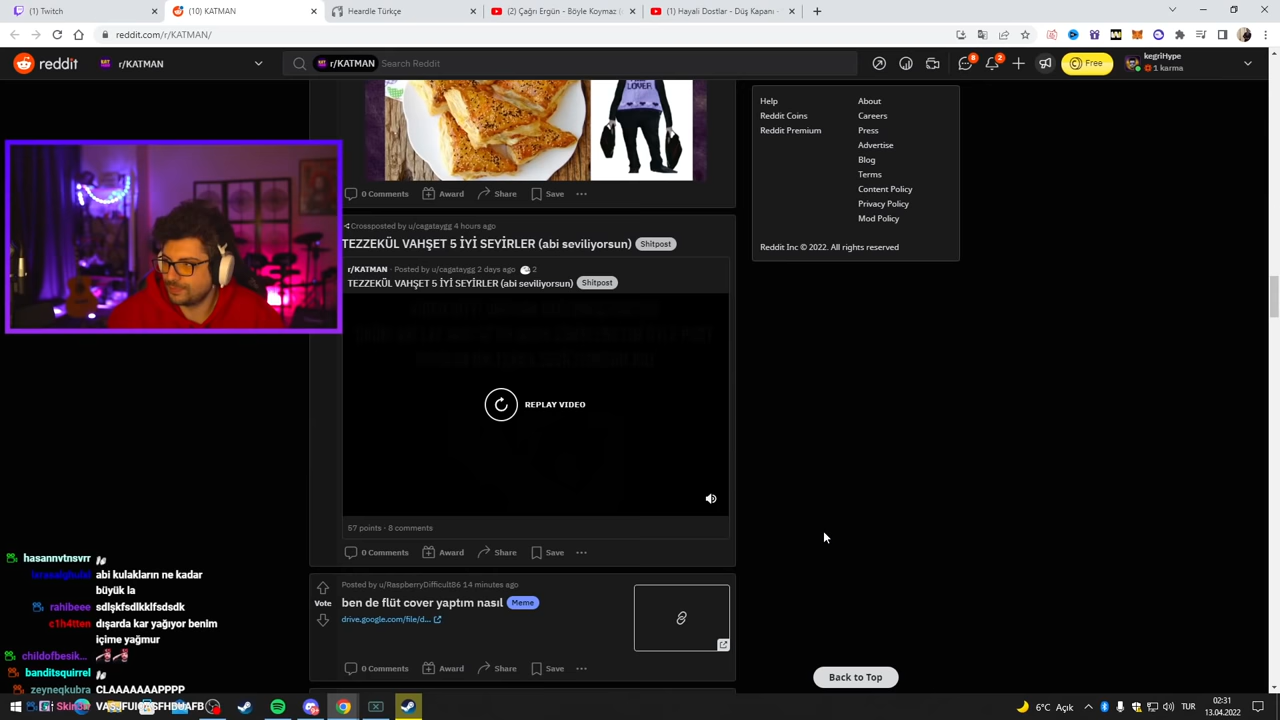 Twitch
(10) KATMAN
Heardle Türkçe
(2) Çağrı Ergün - Böyle Koymaz (
(1) Hayali Dostlar - Düş Kapanı -
reddit.com/r/KATMAN/
reddit
r/KATMAN
r/KATMAN
Search Reddit
8
2
Free
kegriHype
1 karma
LOVER
Help
Reddit Coins
Reddit Premium
About
Careers
Press
Advertise
Blog
Terms
Content Policy
Privacy Policy
Mod Policy
Reddit Inc © 2022. All rights reserved
0 Comments
Award
Share
Save
Crossposted by u/cagataygg 4 hours ago
TEZZEKÜL VAHŞET 5 İYİ SEYİRLER (abi seviliyorsun)
Shitpost
r/KATMAN · Posted by u/cagataygg 2 days ago
2
TEZZEKÜL VAHŞET 5 İYİ SEYİRLER (abi seviliyorsun)
Shitpost
REPLAY VIDEO
67 points · 8 comments
0 Comments
Award
Share
Save
Posted by u/RaspberryDifficult86 14 minutes ago
Vote
ben de flüt cover yaptım nasıl
Meme
drive.google.com/file/d...
0 Comments
Award
Share
Save
Back to Top
hasannvtnsvrr
abi kulakların ne kadar
büyük la
rahibeee sdlşkfsdlkklfsdsdk
c1h4tten dışarda kar yağıyor benim
içime yağmur
childofbesik...
banditsquirrel
zeyneqkubra CLAAAAAAAPPPP
6°C Açık
TUR
02:31
13.04.2022